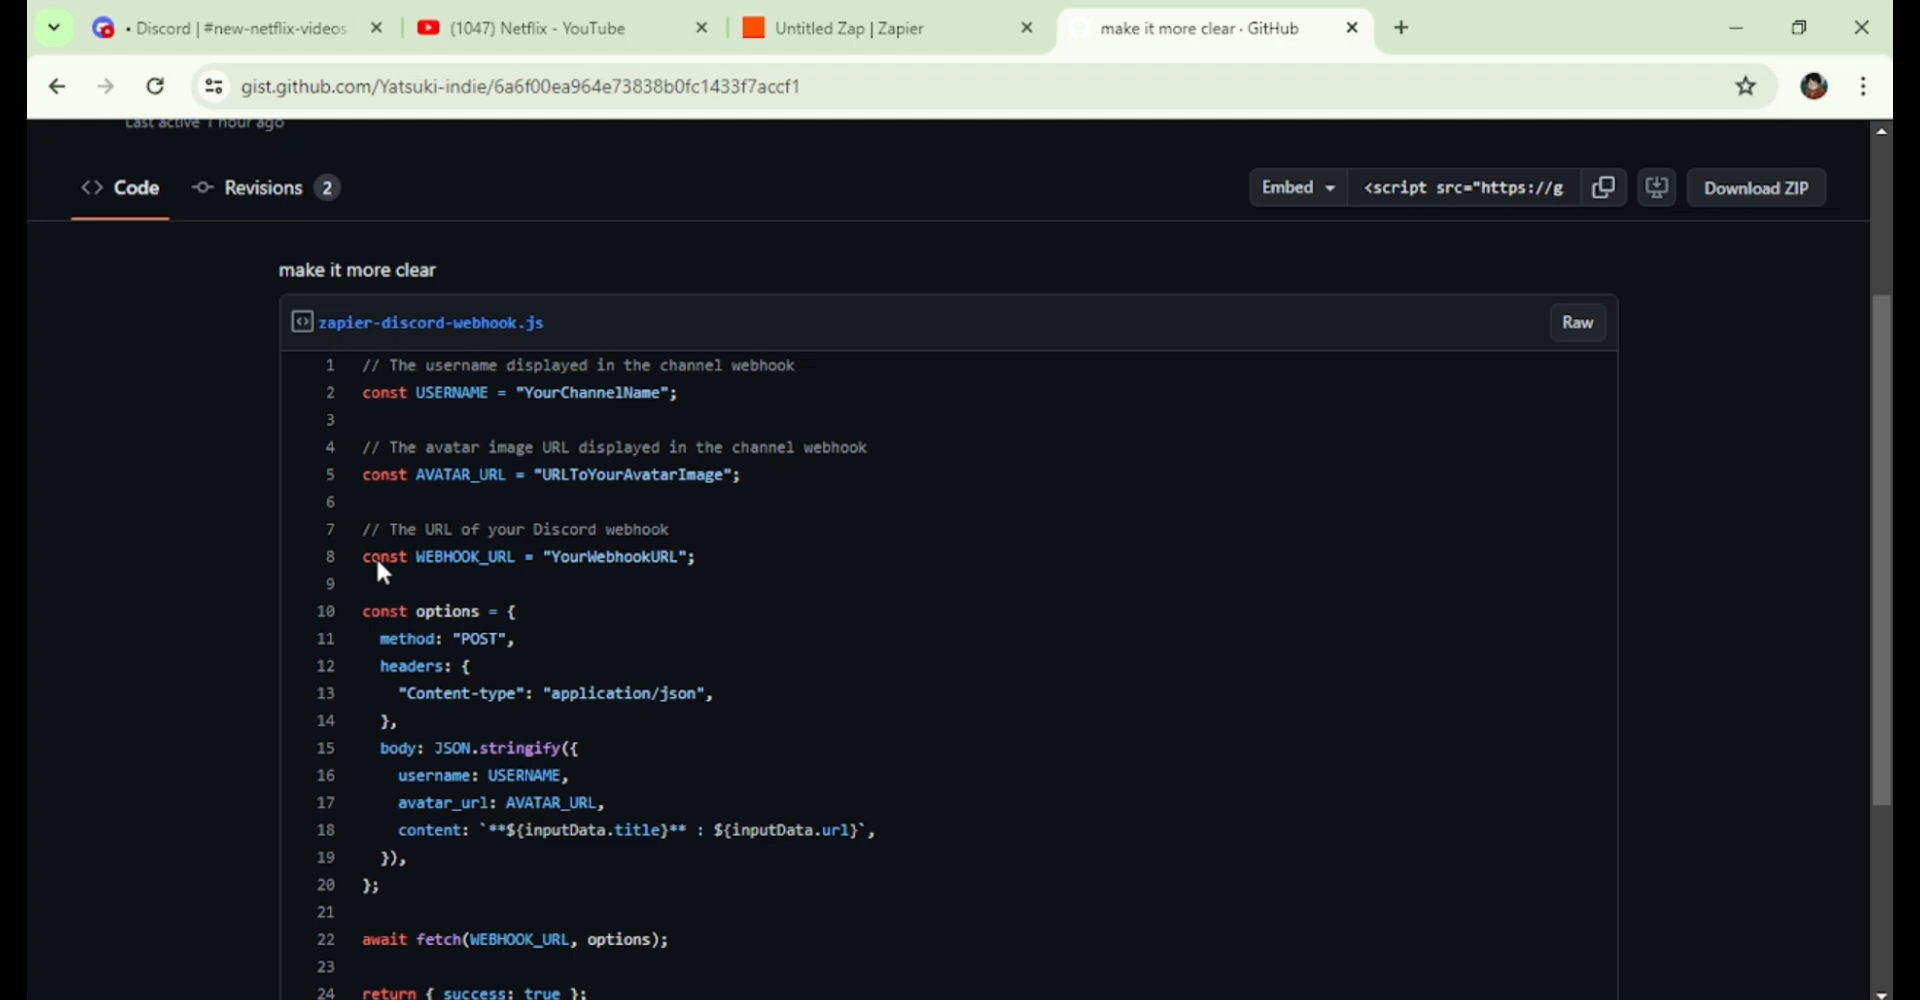 • Discord | #new-netflix-videos
(1047) Netflix - YouTube
Untitled Zap | Zapier
make it more clear · GitHub
gist.github.com/Yatsuki-indie/6a6f00ea964e73838b0fc1433f7accf1
Last active 1 hour ago
Code
Revisions 2
Embed
<script src="https://g
Download ZIP
make it more clear
zapier-discord-webhook.js
Raw
1 // The username displayed in the channel webhook
2 const USERNAME = "YourChannelName";
3
4 // The avatar image URL displayed in the channel webhook
5 const AVATAR_URL = "URLToYourAvatarImage";
6
7 // The URL of your Discord webhook
8 const WEBHOOK_URL = "YourWebhookURL";
9
10 const options = {
11 method: "POST",
12 headers: {
13 "Content-type": "application/json",
14 },
15 body: JSON.stringify({
16 username: USERNAME,
17 avatar_url: AVATAR_URL,
18 content: `**${inputData.title}** : ${inputData.url}`,
19 }),
20 };
21
22 await fetch(WEBHOOK_URL, options);
23
24 return { success: true };